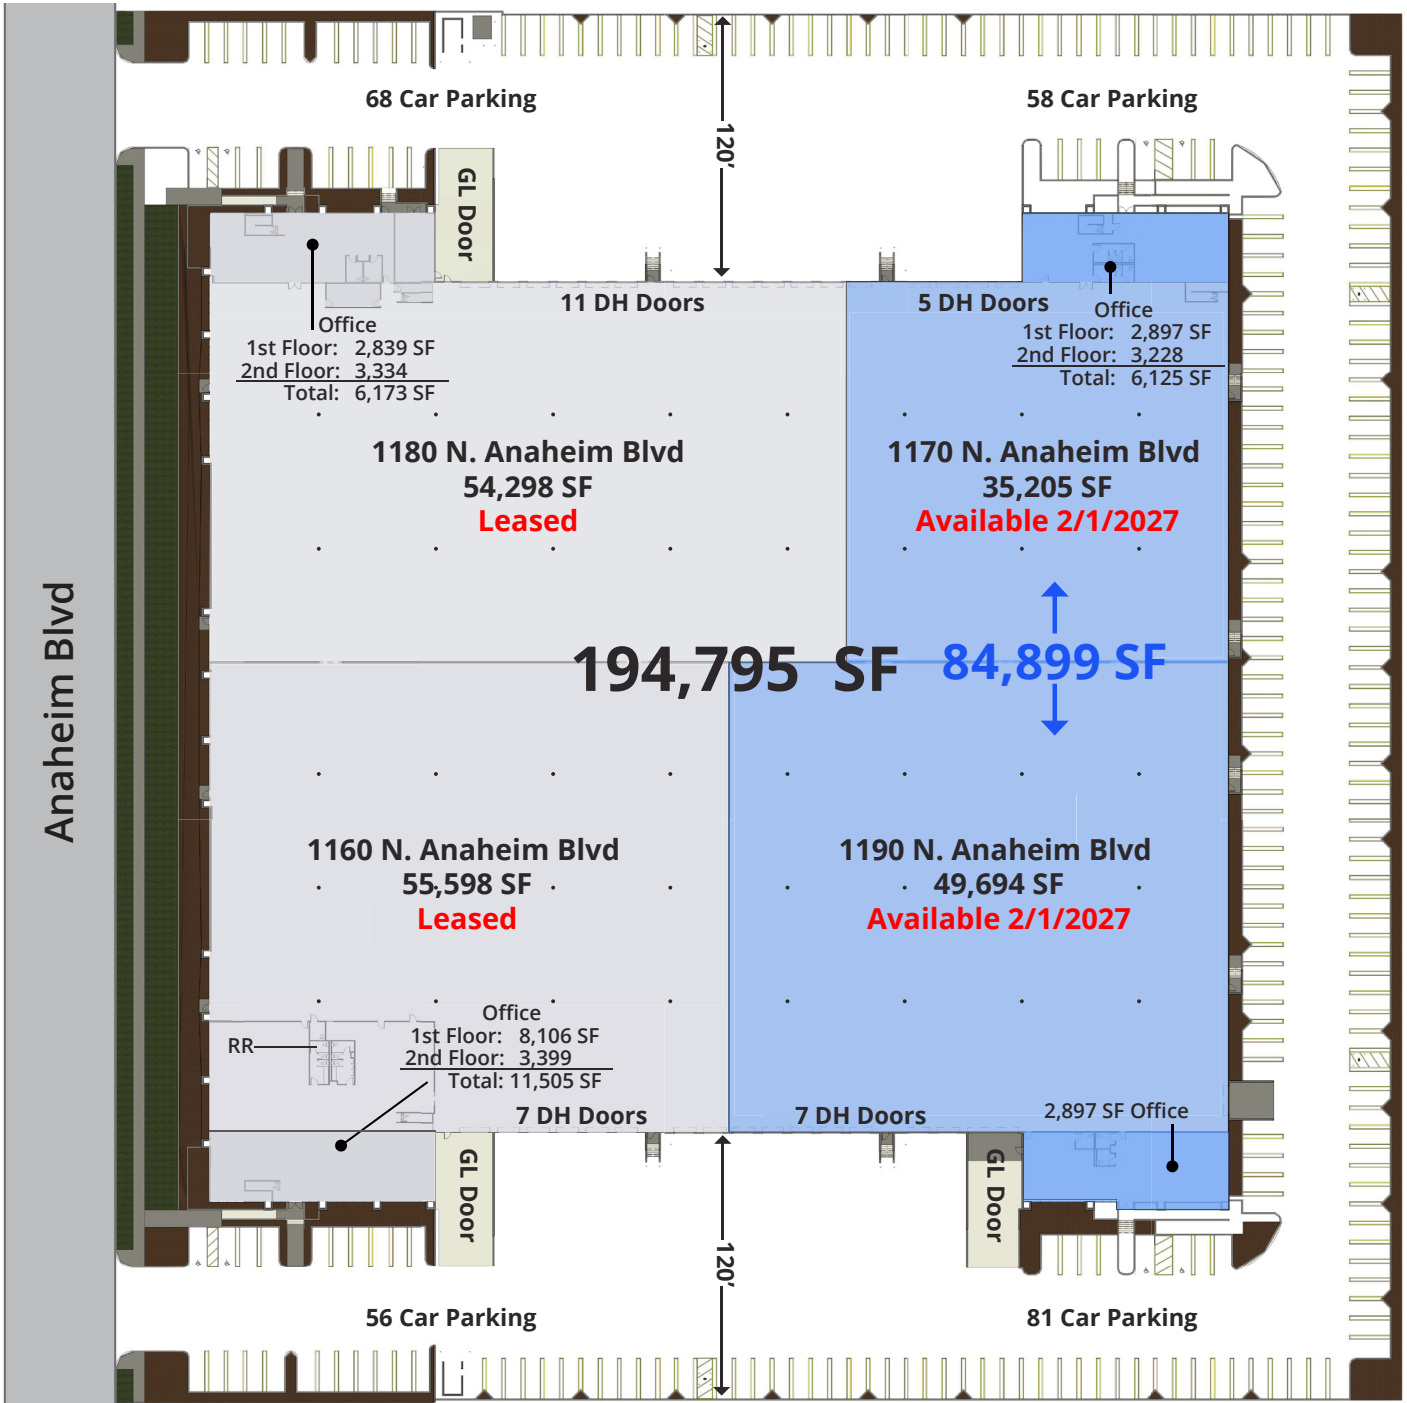 68 Car Parking
58 Car Parking
120'
GL Door
11 DH Doors
5 DH Doors
Office
1st Floor: 2,839 SF
2nd Floor: 3,334
Total: 6,173 SF
Office
1st Floor: 2,897 SF
2nd Floor: 3,228
Total: 6,125 SF
1180 N. Anaheim Blvd
54,298 SF
Leased
1170 N. Anaheim Blvd
35,205 SF
Available 2/1/2027
Anaheim Blvd
194,795 SF
84,899 SF
1160 N. Anaheim Blvd
55,598 SF
Leased
1190 N. Anaheim Blvd
49,694 SF
Available 2/1/2027
Office
1st Floor: 8,106 SF
2nd Floor: 3,399
Total: 11,505 SF
RR
7 DH Doors
7 DH Doors
2,897 SF Office
GL Door
GL Door
120'
56 Car Parking
81 Car Parking